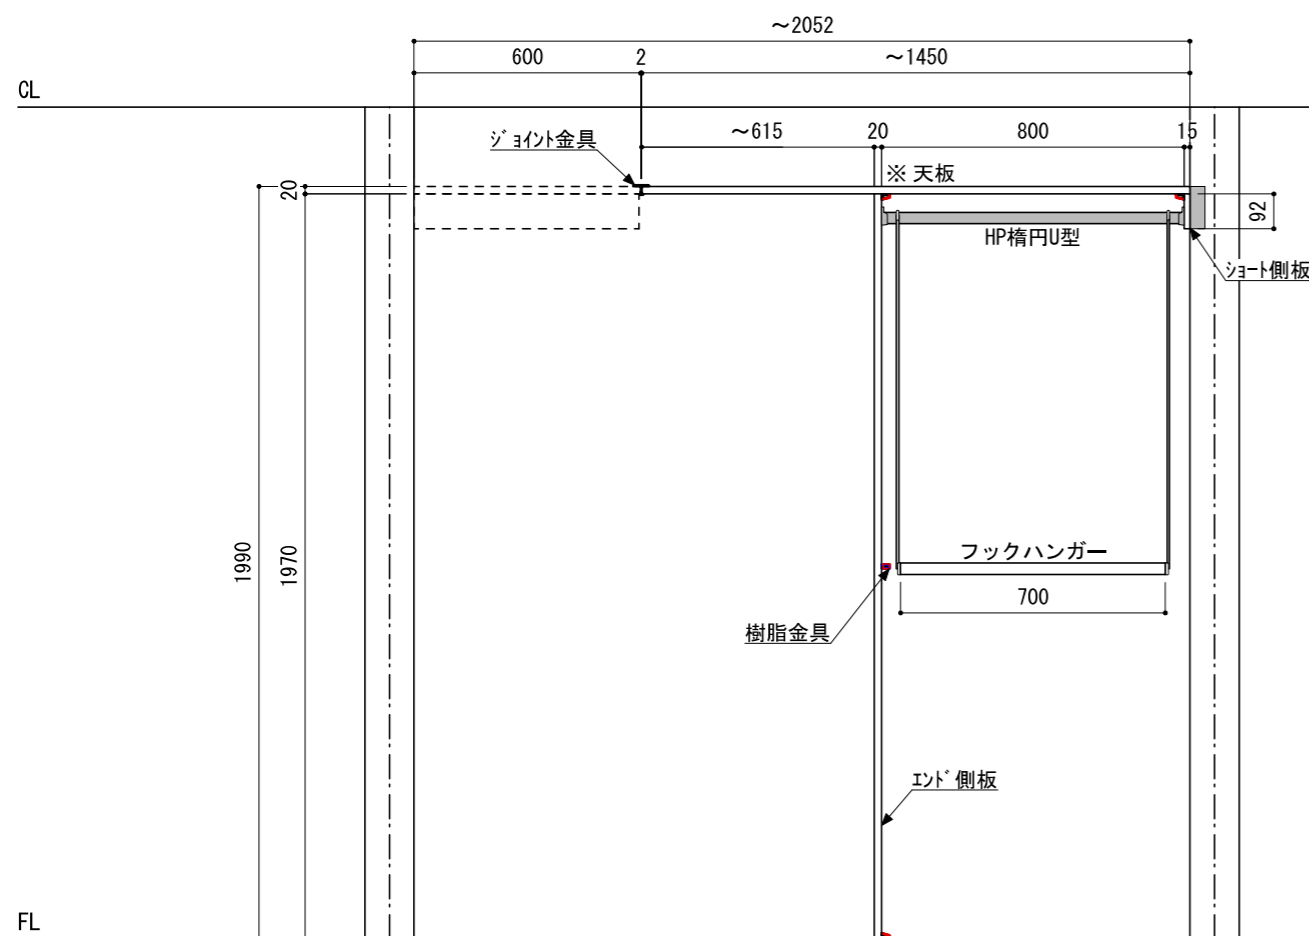 ~2052
600 2 ~1450
CL
ジョイント金具
~615 20 800 15
20
※ 天板
92
HP楕円U型
ショート側板
1990
1970
フックハンガー
700
樹脂金具
エンド側板
FL